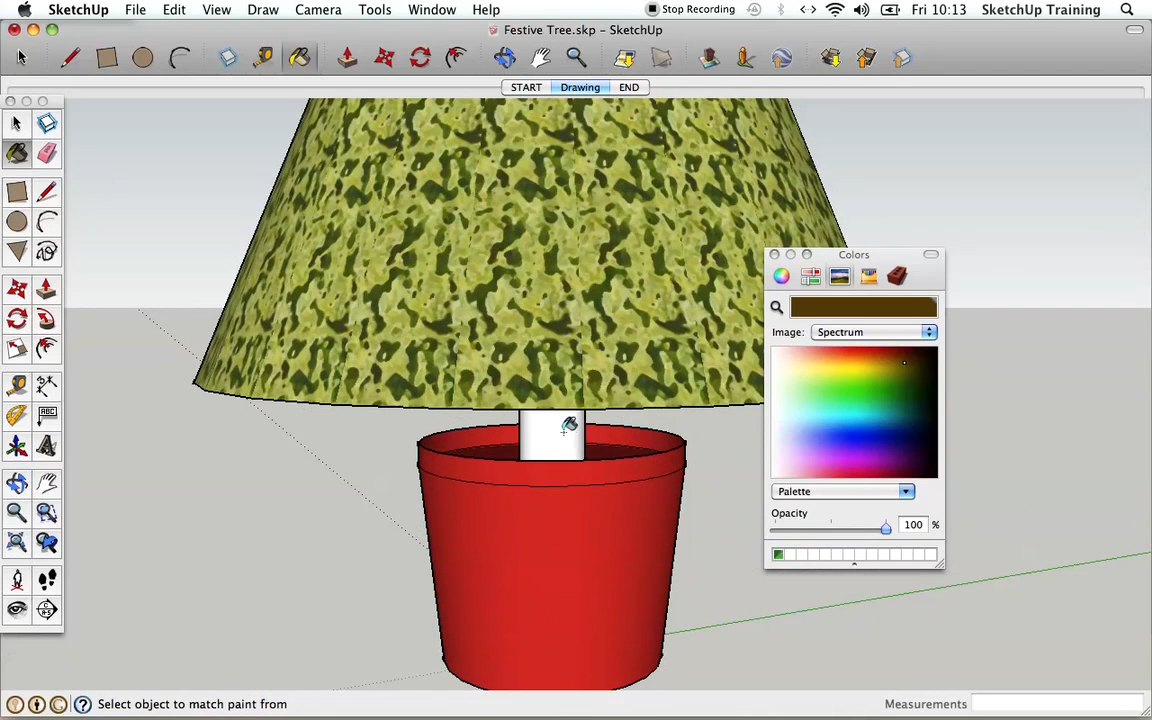 SketchUp File Edit View Draw Camera Tools Window Help Stop Recording Fri 10:13 SketchUp Training
Festive Tree.skp - SketchUp
START Drawing END
Colors
Image: Spectrum
Palette
Opacity
100 %
ABC
Select object to match paint from
Measurements